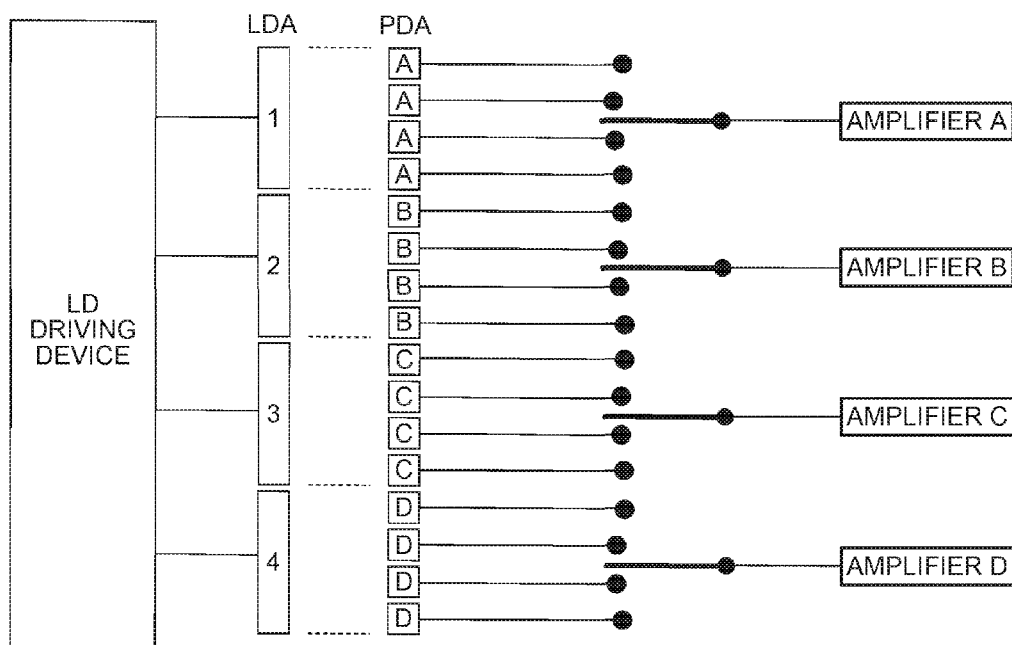 LDA
PDA
LD
DRIVING
DEVICE
1
2
3
4
A
A
A
A
B
B
B
B
C
C
C
C
D
D
D
D
AMPLIFIER A
AMPLIFIER B
AMPLIFIER C
AMPLIFIER D